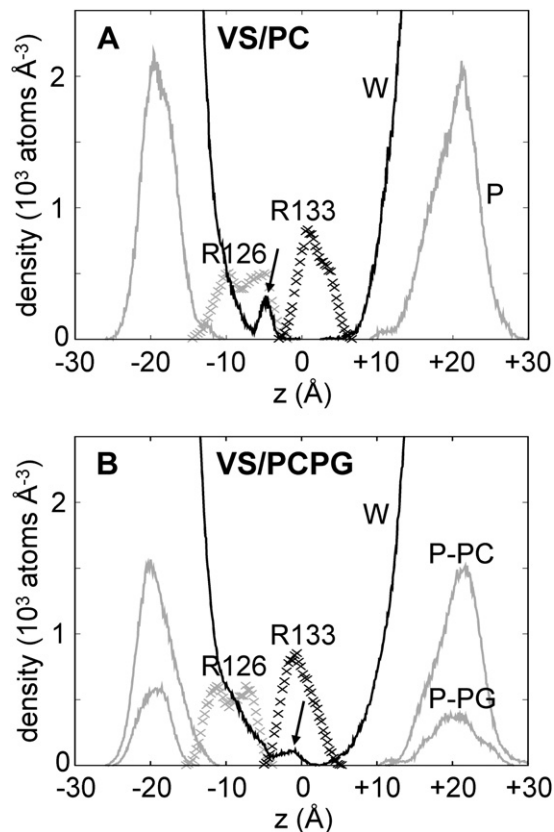 A
VS/PC
W
P
R133
R126
density (10³ atoms Å⁻³)
2
1
0
-30 -20 -10 0 +10 +20 +30
z (Å)
B
VS/PCPG
W
P-PC
P-PG
R133
R126
density (10³ atoms Å⁻³)
2
1
0
-30 -20 -10 0 +10 +20 +30
z (Å)